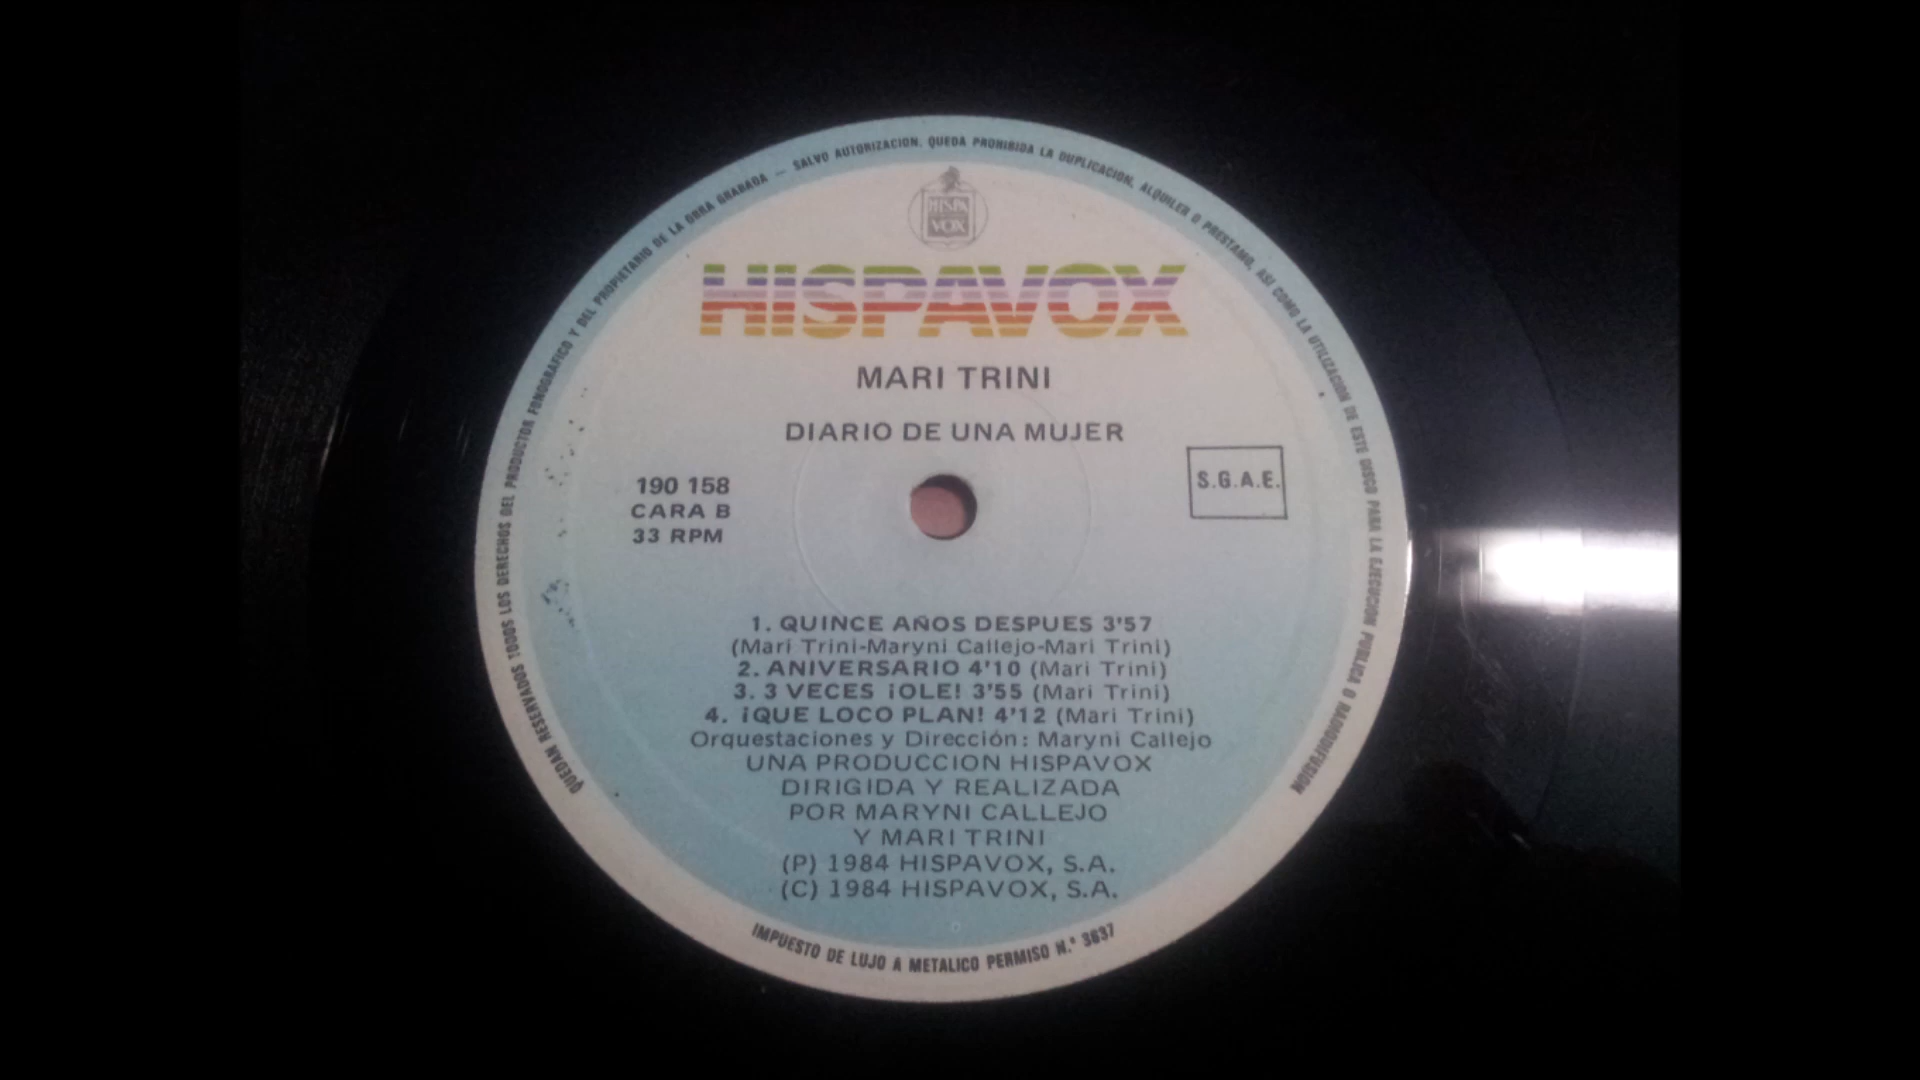 QUEDAN RESERVADOS TODOS LOS DERECHOS DEL PRODUCTOR FONOGRAFICO Y DEL PROPIETARIO DE LA OBRA GRABADA — SALVO AUTORIZACION, QUEDA PROHIBIDA LA DUPLICACION, ALQUILER O PRESTAMO, ASI COMO LA UTILIZACION DE ESTE DISCO PARA LA EJECUCION PUBLICA O RADIODIFUSION
HISPA
VOX
HISPAVOX
MARI TRINI
DIARIO DE UNA MUJER
S.G.A.E.
190 158
CARA B
33 RPM
1. QUINCE AÑOS DESPUES 3'57
(Mari Trini-Maryni Callejo-Mari Trini)
2. ANIVERSARIO 4'10 (Mari Trini)
3. 3 VECES ¡OLE! 3'55 (Mari Trini)
4. ¡QUE LOCO PLAN! 4'12 (Mari Trini)
Orquestaciones y Dirección: Maryni Callejo
UNA PRODUCCION HISPAVOX
DIRIGIDA Y REALIZADA
POR MARYNI CALLEJO
Y MARI TRINI
(P) 1984 HISPAVOX, S.A.
(C) 1984 HISPAVOX, S.A.
IMPUESTO DE LUJO A METALICO PERMISO N.º 3637